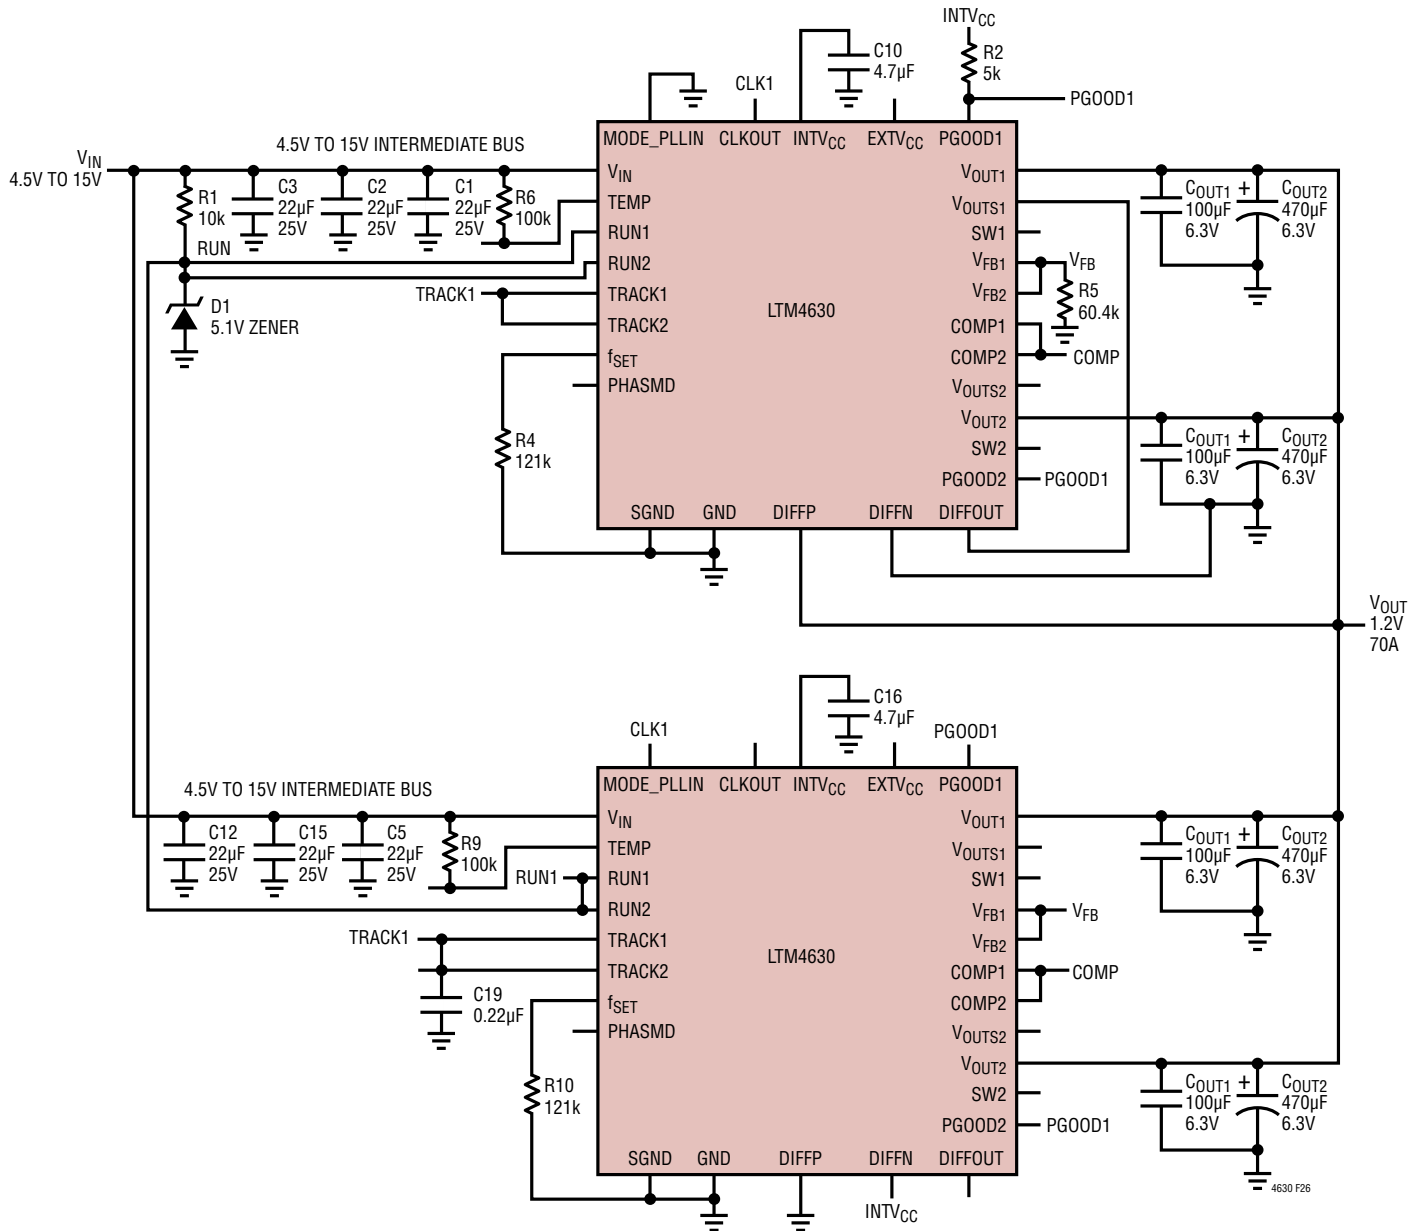 INTVCC
C10
4.7µF
R2
5k
CLK1
PGOOD1
MODE_PLLIN CLKOUT INTVCC EXTVCC PGOOD1
4.5V TO 15V INTERMEDIATE BUS
VIN
4.5V TO 15V
R1
10k
C3
22µF
25V
C2
22µF
25V
C1
22µF
25V
R6
100k
RUN
D1
5.1V ZENER
TRACK1
R4
121k
VIN
TEMP
RUN1
RUN2
TRACK1
TRACK2
fSET
PHASMD
LTM4630
VOUT1
VOUTS1
SW1
VFB1
VFB2
COMP1
COMP2
VOUTS2
VOUT2
SW2
PGOOD2
VFB
R5
60.4k
COMP
PGOOD1
COUT1
100µF
6.3V
+
COUT2
470µF
6.3V
COUT1
100µF
6.3V
+
COUT2
470µF
6.3V
SGND GND DIFFP DIFFN DIFFOUT
VOUT
1.2V
70A
C16
4.7µF
CLK1
PGOOD1
MODE_PLLIN CLKOUT INTVCC EXTVCC PGOOD1
4.5V TO 15V INTERMEDIATE BUS
C12
22µF
25V
C15
22µF
25V
C5
22µF
25V
R9
100k
RUN1
TRACK1
C19
0.22µF
R10
121k
VIN
TEMP
RUN1
RUN2
TRACK1
TRACK2
fSET
PHASMD
LTM4630
VOUT1
VOUTS1
SW1
VFB1
VFB2
COMP1
COMP2
VOUTS2
VOUT2
SW2
PGOOD2
VFB
COMP
PGOOD1
COUT1
100µF
6.3V
+
COUT2
470µF
6.3V
COUT1
100µF
6.3V
+
COUT2
470µF
6.3V
SGND GND DIFFP DIFFN DIFFOUT
INTVCC
4630 F26